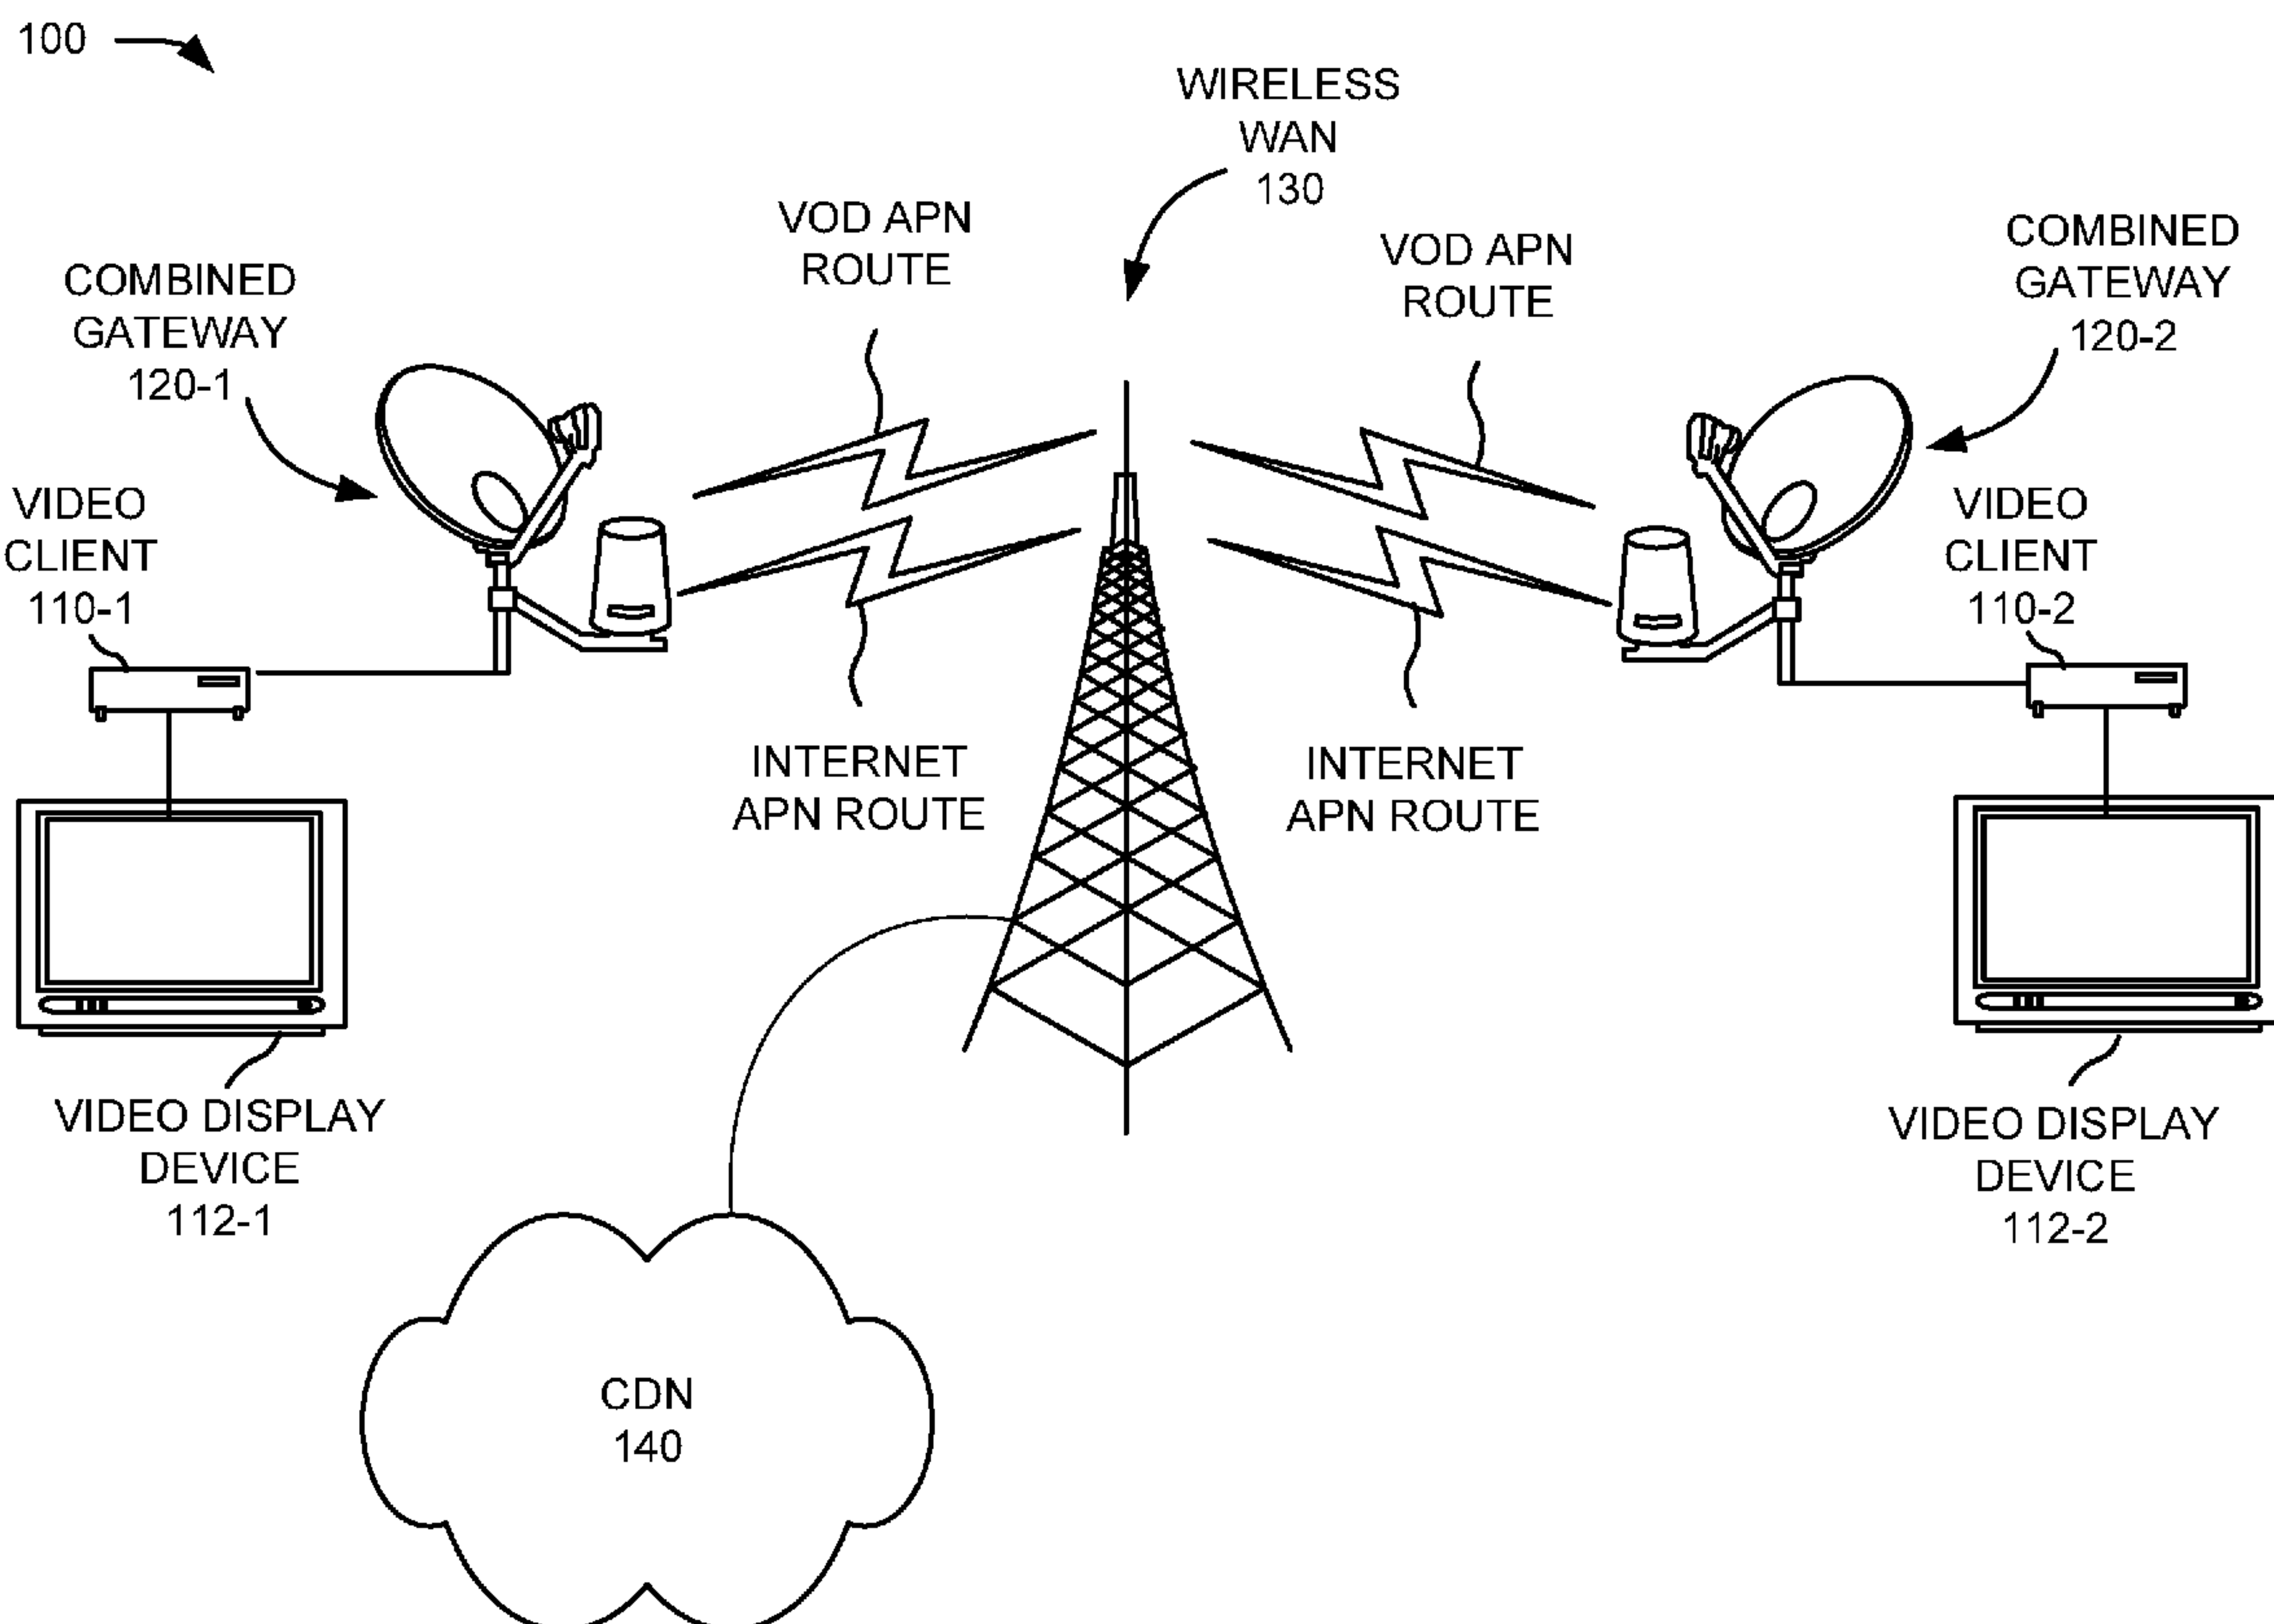 100
WIRELESS
WAN
130
VOD APN
ROUTE
VOD APN
ROUTE
COMBINED
GATEWAY
120-1
COMBINED
GATEWAY
120-2
VIDEO
CLIENT
110-1
VIDEO
CLIENT
110-2
INTERNET
APN ROUTE
INTERNET
APN ROUTE
VIDEO DISPLAY
DEVICE
112-1
VIDEO DISPLAY
DEVICE
112-2
CDN
140